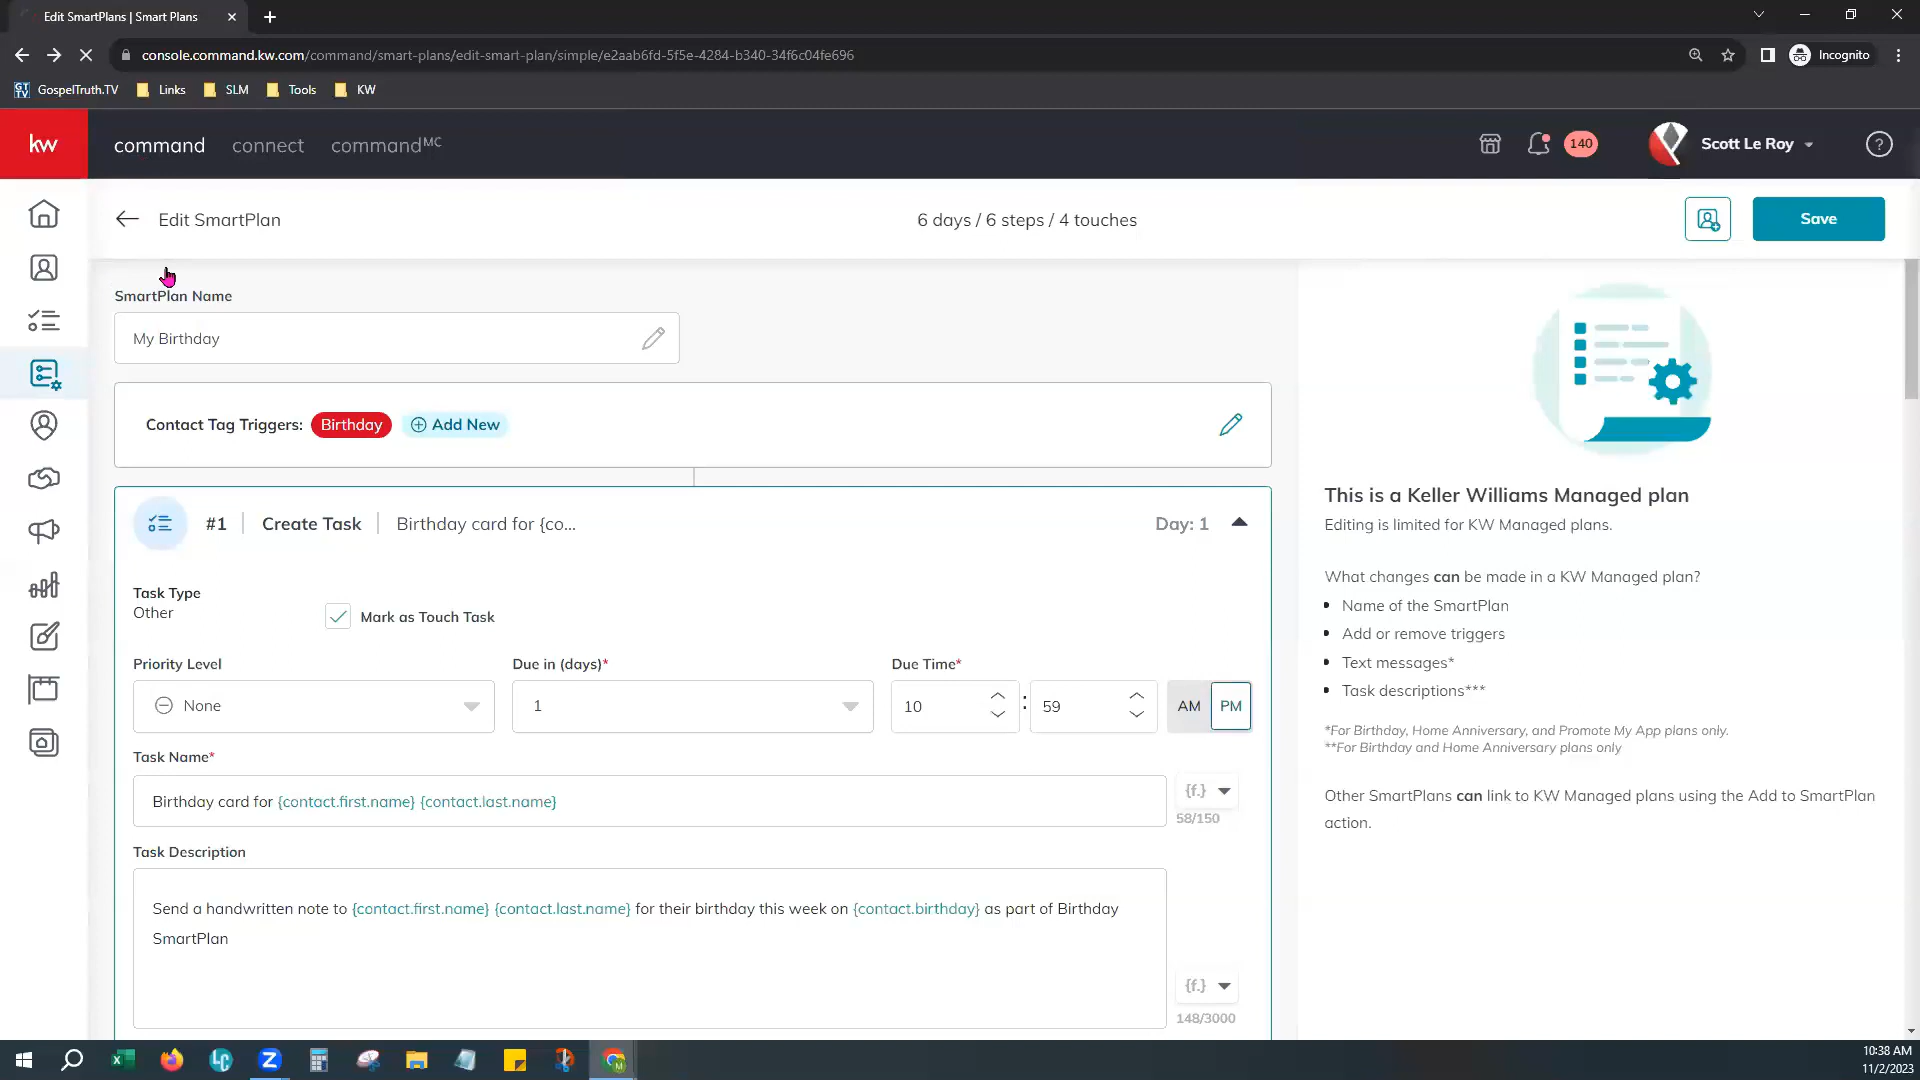 Edit SmartPlans | Smart Plans
console.command.kw.com/command/smart-plans/edit-smart-plan/simple/e2aab6fd-5f5e-4284-b340-34f6c04fe696
Incognito
GT TV GospelTruth.TV Links SLM Tools KW
kw command connect commandMC 140 Scott Le Roy ?
Edit SmartPlan 6 days / 6 steps / 4 touches Save
SmartPlan Name
My Birthday
Contact Tag Triggers: Birthday Add New
#1 Create Task Birthday card for {co... Day: 1
Task Type
Other
Mark as Touch Task
Priority Level Due in (days)* Due Time*
None 1 10 : 59 AM PM
Task Name*
Birthday card for {contact.first.name} {contact.last.name}
{f.}
58/150
Task Description
Send a handwritten note to {contact.first.name} {contact.last.name} for their birthday this week on {contact.birthday} as part of Birthday
SmartPlan
{f.}
148/3000
This is a Keller Williams Managed plan
Editing is limited for KW Managed plans.
What changes can be made in a KW Managed plan?
• Name of the SmartPlan
• Add or remove triggers
• Text messages*
• Task descriptions***
*For Birthday, Home Anniversary, and Promote My App plans only.
**For Birthday and Home Anniversary plans only
Other SmartPlans can link to KW Managed plans using the Add to SmartPlan
action.
10:38 AM
11/2/2023